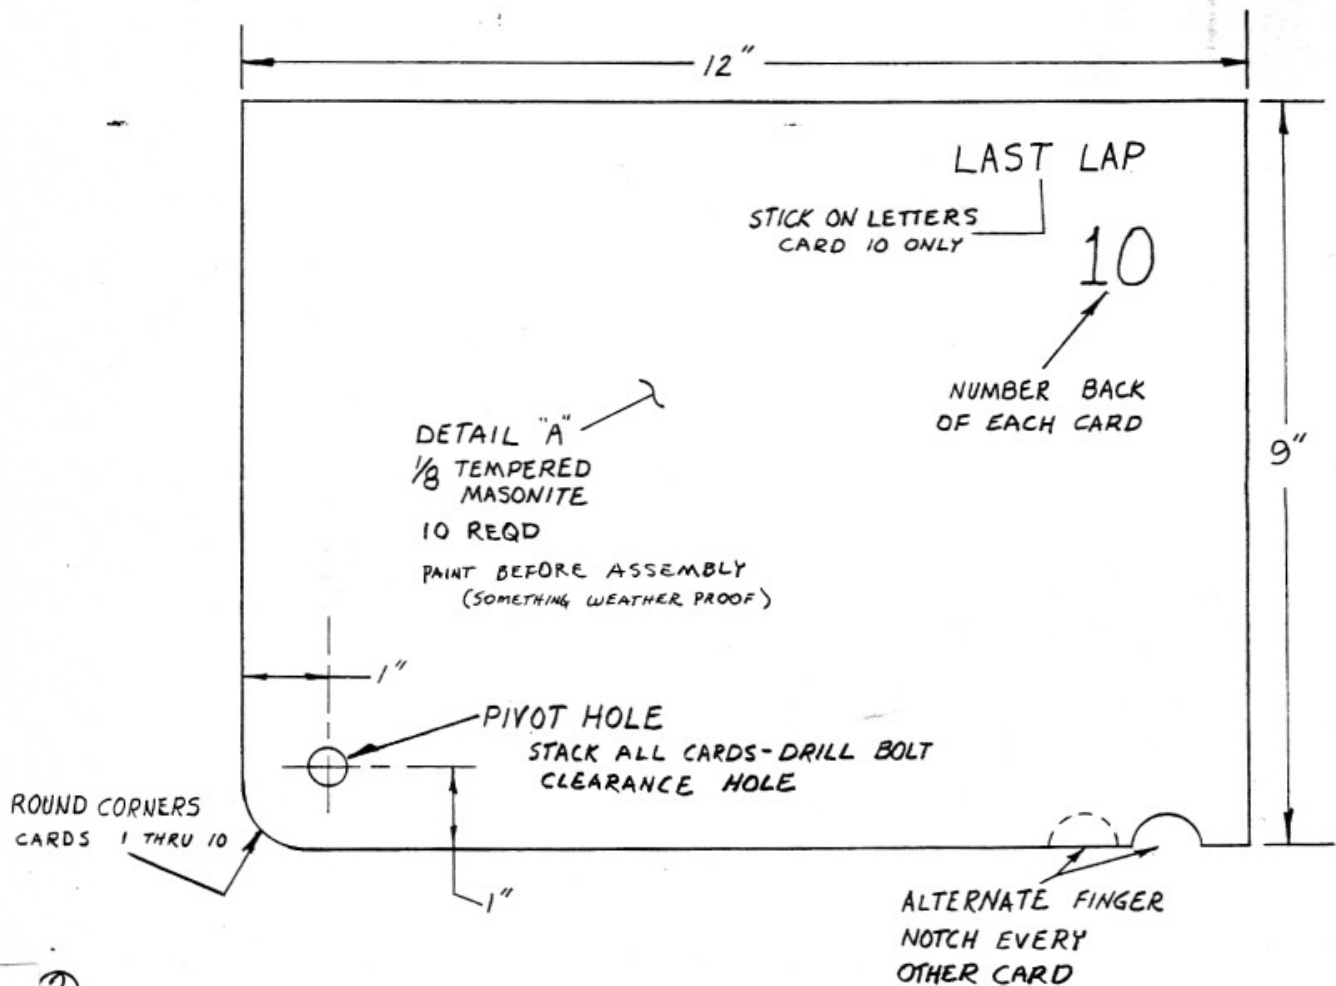 12"
LAST LAP
STICK ON LETTERS
CARD 10 ONLY
10
NUMBER BACK
OF EACH CARD
9"
DETAIL "A"
1/8 TEMPERED
MASONITE
10 REQD
PAINT BEFORE ASSEMBLY
(SOMETHING WEATHER PROOF)
1"
PIVOT HOLE
STACK ALL CARDS-DRILL BOLT
CLEARANCE HOLE
ROUND CORNERS
CARDS 1 THRU 10
1"
ALTERNATE FINGER
NOTCH EVERY
OTHER CARD